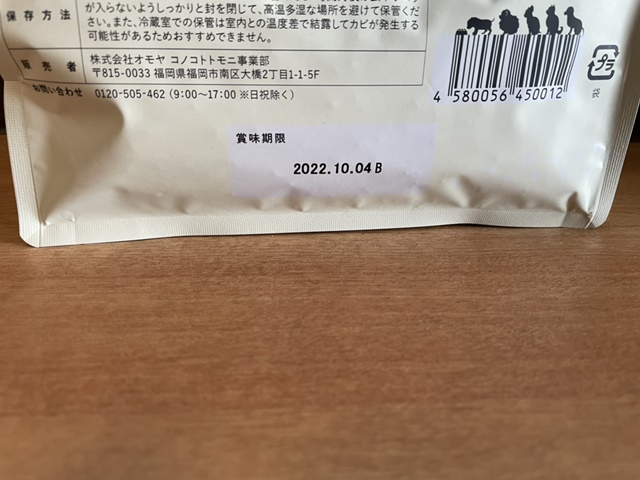 が入らないようしっかりと封を閉じて、高温多湿な場所を避けて保管くだ
保存方法
さい。また、冷蔵室での保管は室内との温度差で結露してカビが発生する
可能性があるためおすすめできません。
販売者
株式会社オモヤ コノコトトモニ事業部
〒815-0033 福岡県福岡市南区大橋2丁目1-1-5F
お問い合わせ 0120-505-462 (9:00〜17:00 ※日祝除く)
4 580056 450012
プラ
袋
賞味期限
2022.10.04 B